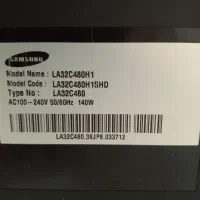 SAMSUNG
Model Name : LA32C480H1
Model Code : LA32C480H1SHD
Type No : LA32C480
AC100-240V 50/60Hz 140W
LA32C480.39JP6.033712